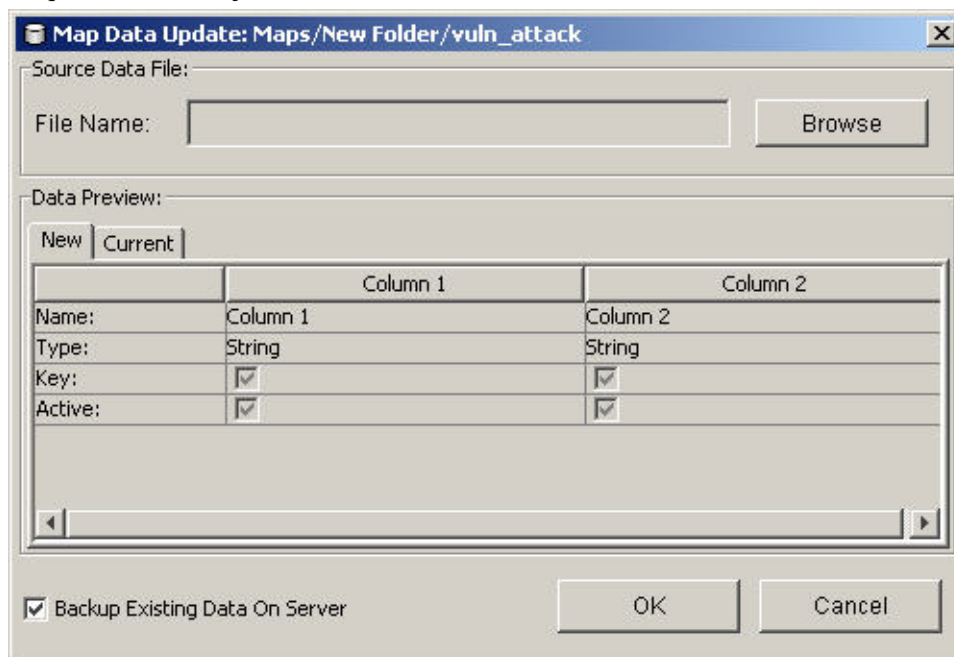 Map Data Update: Maps/New Folder/vuln_attack
Source Data File:
File Name:
Browse
Data Preview:
New Current
Column 1 Column 2
Name: Column 1 Column 2
Type: String String
Key:
Active:
Backup Existing Data On Server
OK Cancel